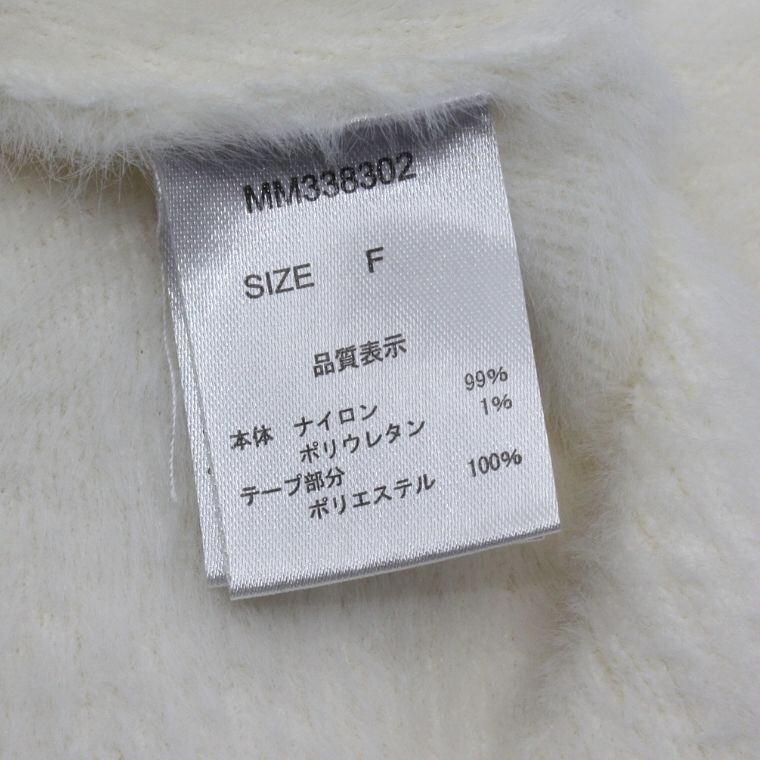 MM338302
SIZE F
品質表示
本体 ナイロン 99%
ポリウレタン 1%
テープ部分
ポリエステル 100%